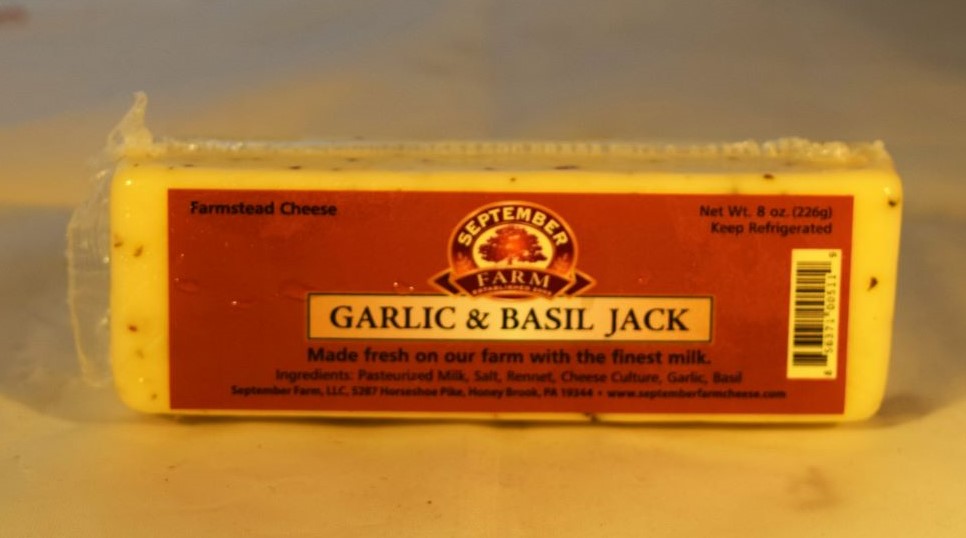 Farmstead Cheese
Net Wt. 8 oz. (226g)
Keep Refrigerated
SEPTEMBER
FARM
GARLIC & BASIL JACK
Made fresh on our farm with the finest milk.
Ingredients: Pasteurized Milk, Salt, Rennet, Cheese Culture, Garlic, Basil
September Farm, LLC, 5287 Horseshoe Pike, Honey Brook, PA 19344 • www.septemberfarmcheese.com